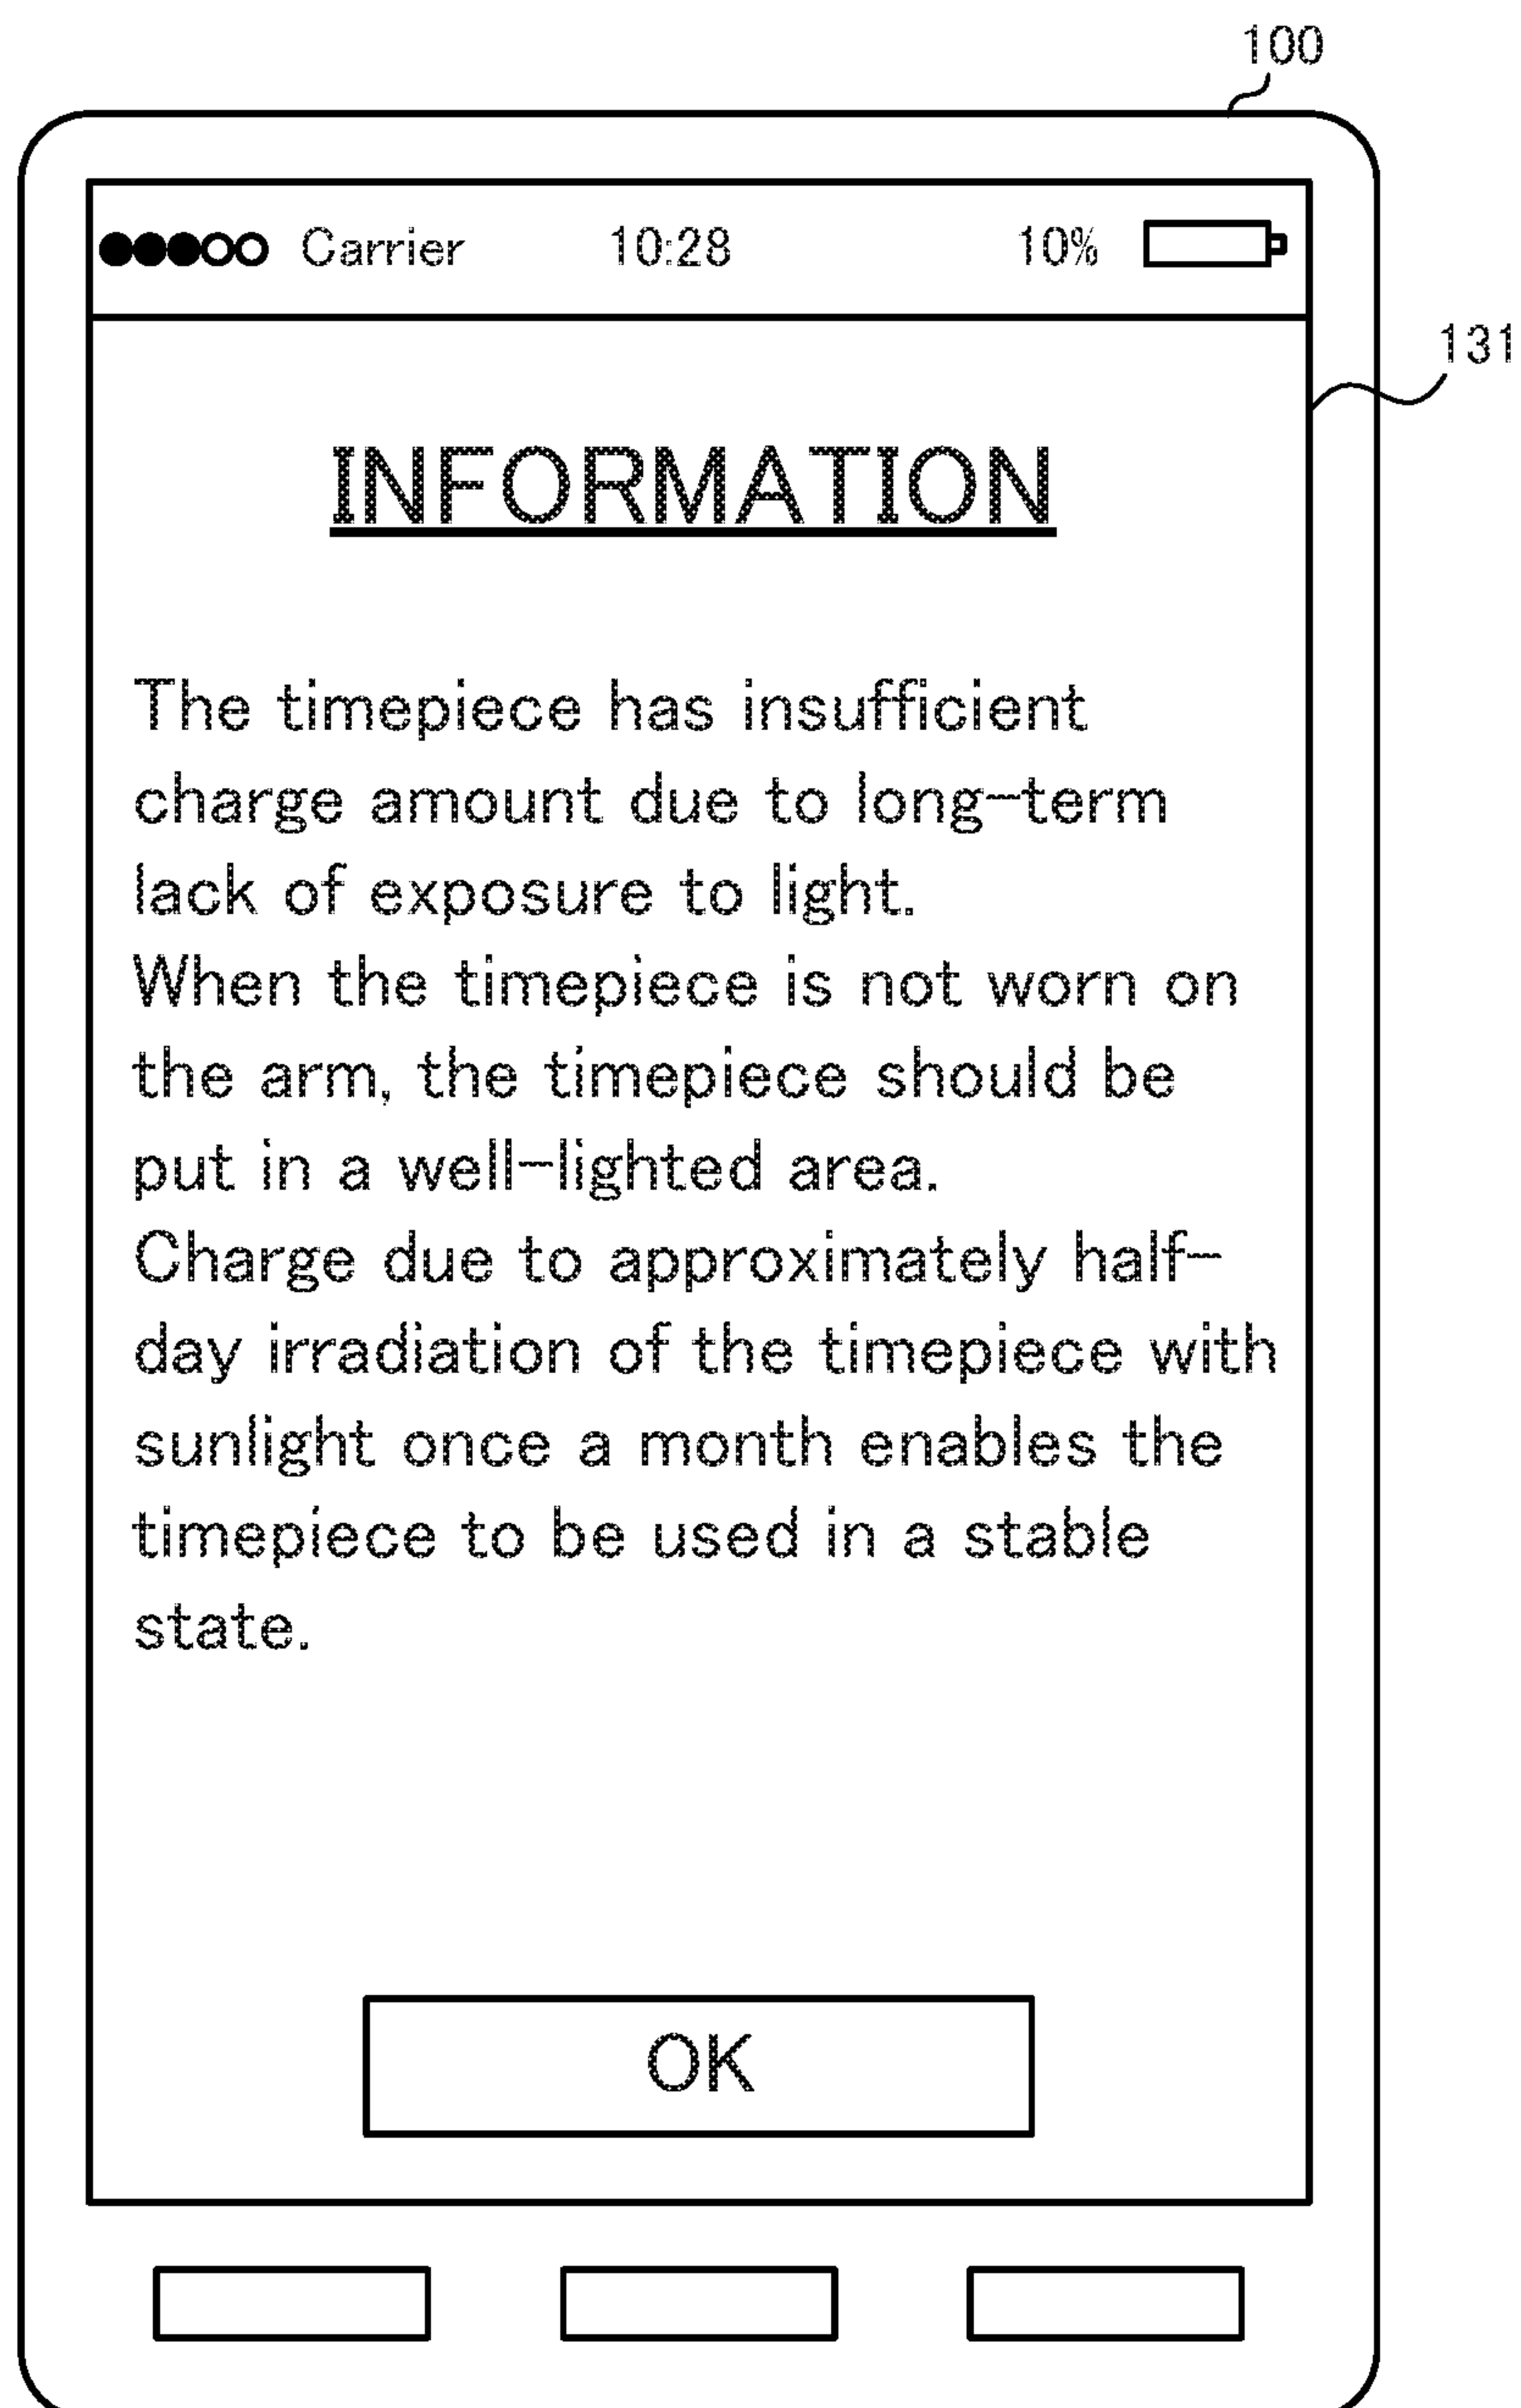 100
Carrier 10:28 10%
131
INFORMATION
The timepiece has insufficient
charge amount due to long-term
lack of exposure to light.
When the timepiece is not worn on
the arm, the timepiece should be
put in a well-lighted area.
Charge due to approximately half-
day irradiation of the timepiece with
sunlight once a month enables the
timepiece to be used in a stable
state.
OK